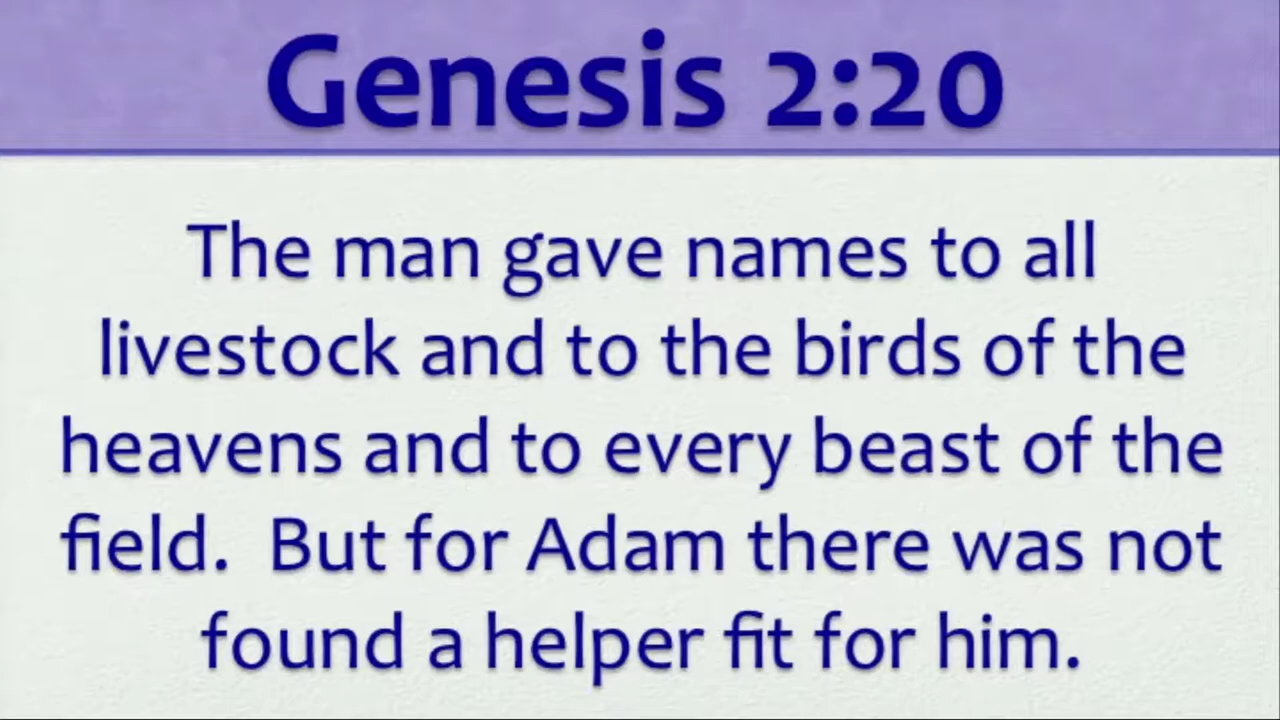 Genesis 2:20
The man gave names to all
livestock and to the birds of the
heavens and to every beast of the
field.  But for Adam there was not
found a helper fit for him.